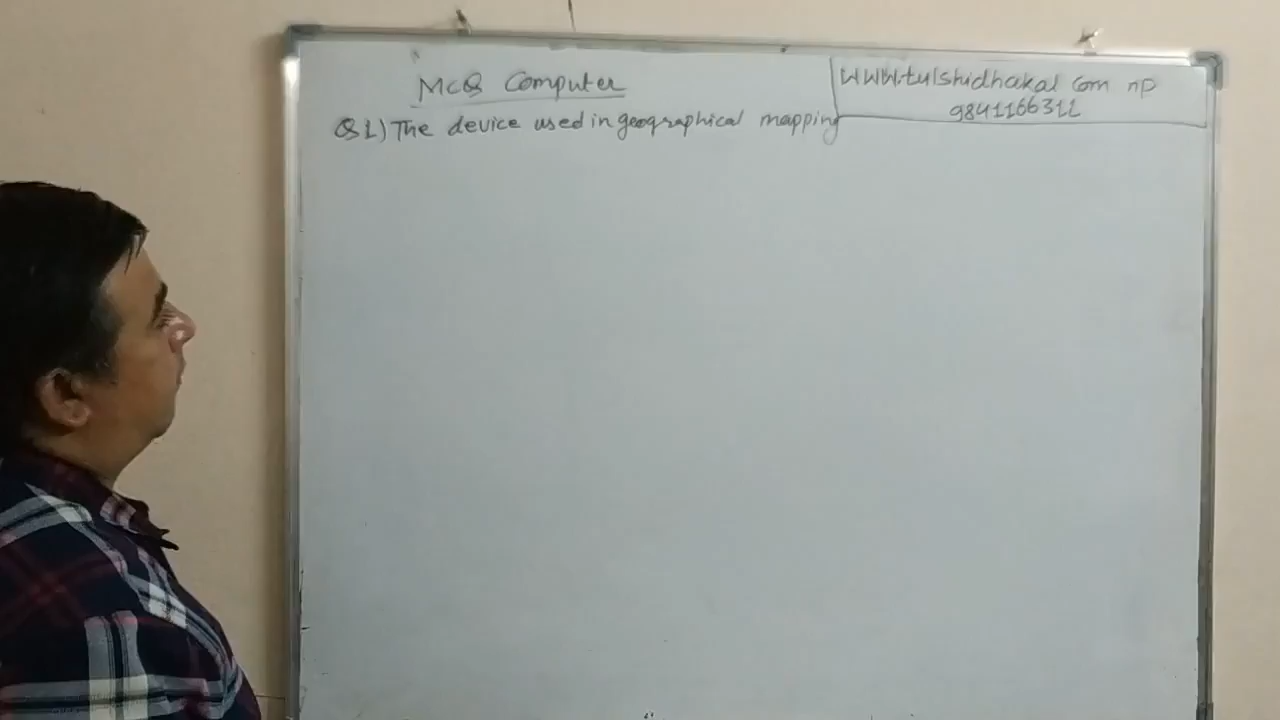 MCQ Computer
www.tulshidhakal com np
9841166311
Q1) The device used in geographical mapping